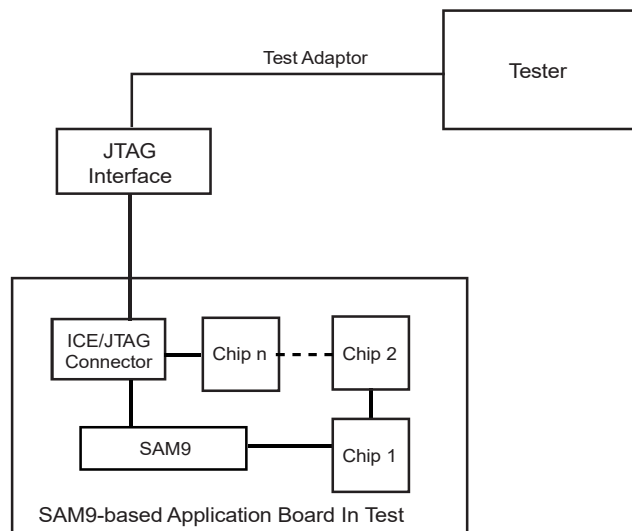 Test Adaptor
Tester
JTAG
Interface
ICE/JTAG
Connector
Chip n
Chip 2
SAM9
Chip 1
SAM9-based Application Board In Test